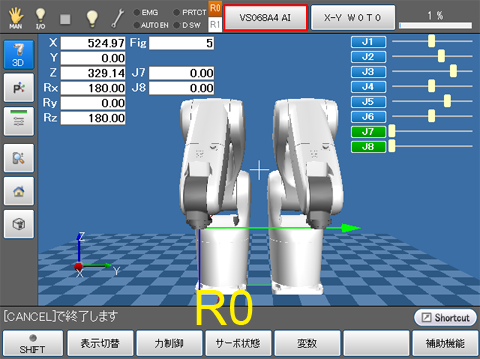 MAN I/O EMG PRTCT AUTO EN D SW R0 R1 VS068A4 AI X-Y W 0 T 0 1 %
3D
X 524.97 Fig 5
Y 0.00
Z 329.14 J7 0.00
Rx 180.00 J8 0.00
Ry 0.00
Rz 180.00
J1
J2
J3
J4
J5
J6
J7
J8
Z
X Y
R0
[CANCEL]で終了します Shortcut
SHIFT 表示切替 力制御 サーボ状態 変数 補助機能